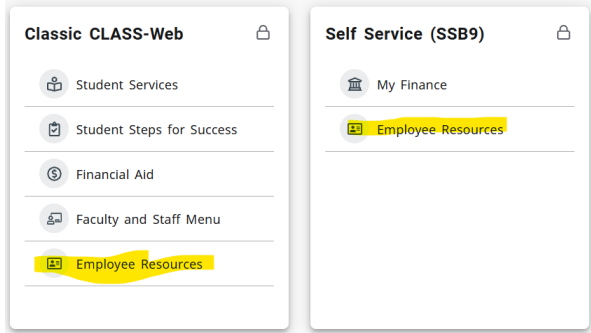 Classic CLASS-Web
Student Services
Student Steps for Success
Financial Aid
Faculty and Staff Menu
Employee Resources
Self Service (SSB9)
My Finance
Employee Resources